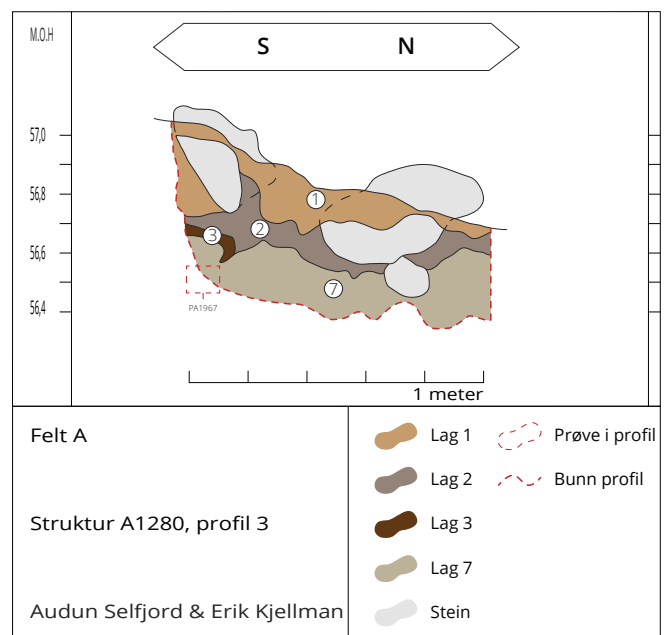 M.O.H
S N
57,0
56,8
56,6
56,4
1
2
3
7
PA1967
1 meter
Felt A
Struktur A1280, profil 3
Audun Selfjord & Erik Kjellman
Lag 1
Lag 2
Lag 3
Lag 7
Stein
Prøve i profil
Bunn profil